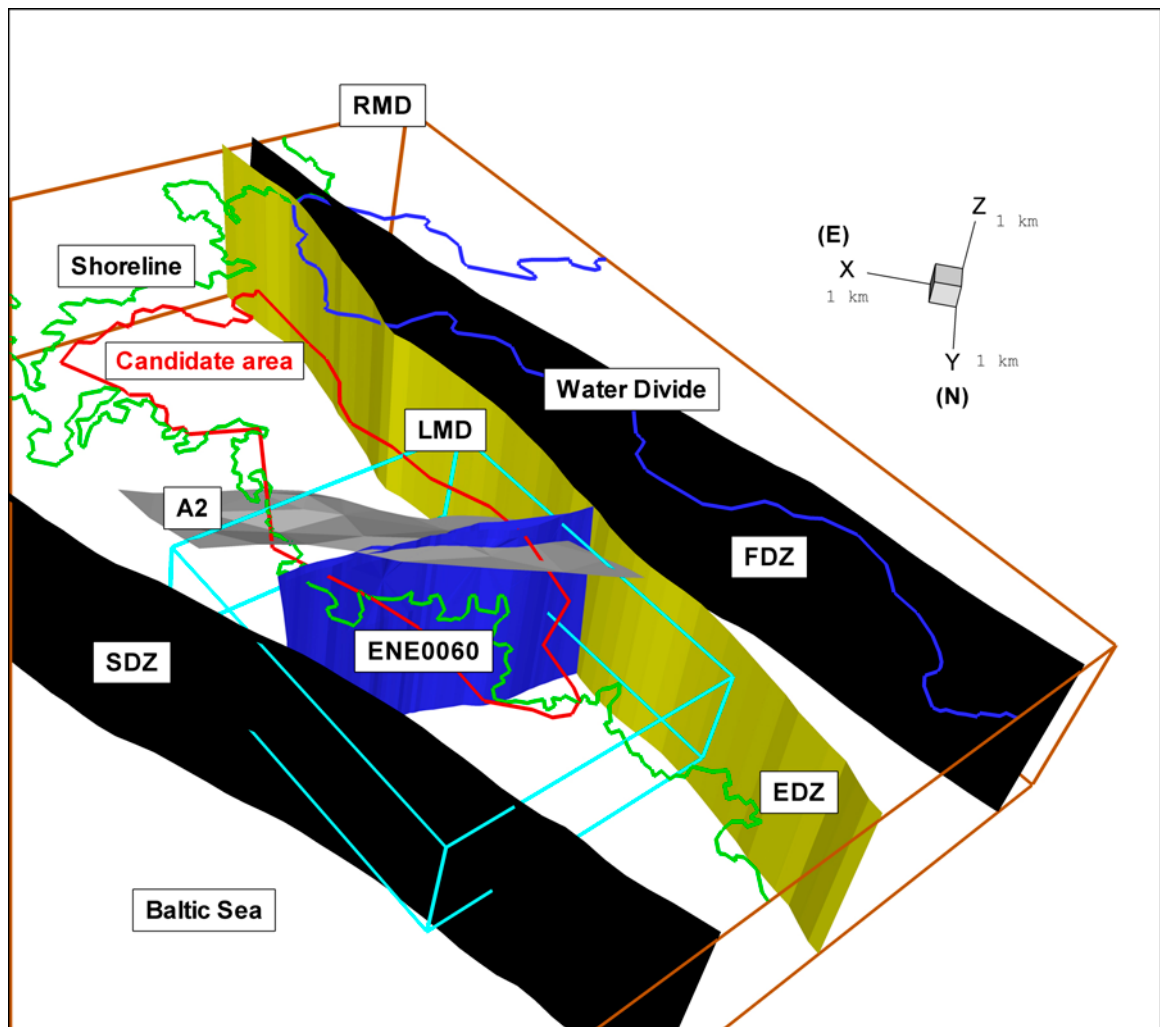 RMD
Z
1 km
(E)
X
1 km
Y 1 km
(N)
Shoreline
Candidate area
Water Divide
LMD
A2
FDZ
ENE0060
SDZ
EDZ
Baltic Sea